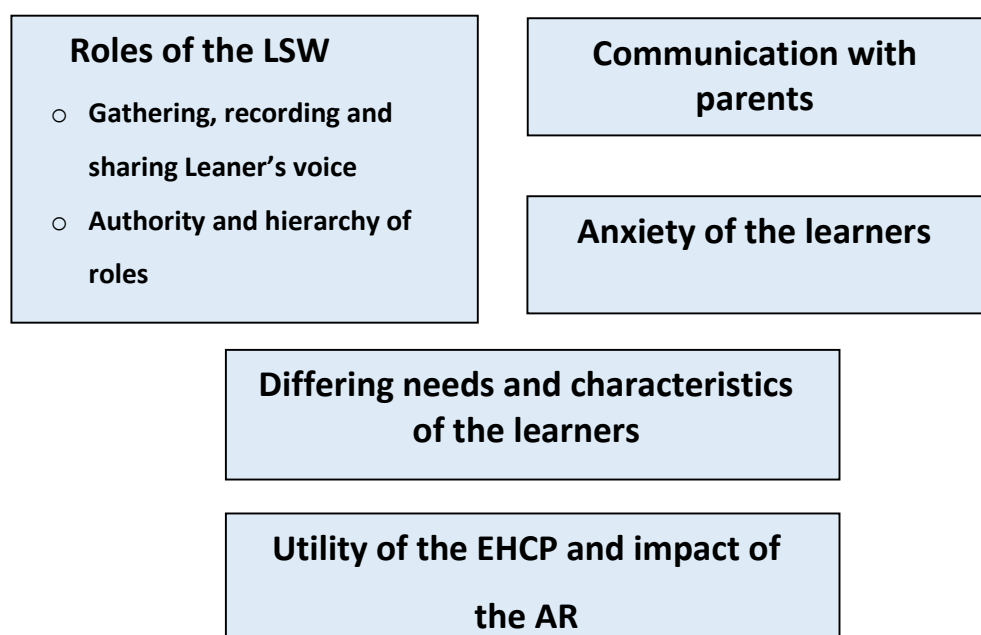 Roles of the LSW
o Gathering, recording and
sharing Leaner’s voice
o Authority and hierarchy of
roles
Communication with
parents
Anxiety of the learners
Differing needs and characteristics
of the learners
Utility of the EHCP and impact of
the AR